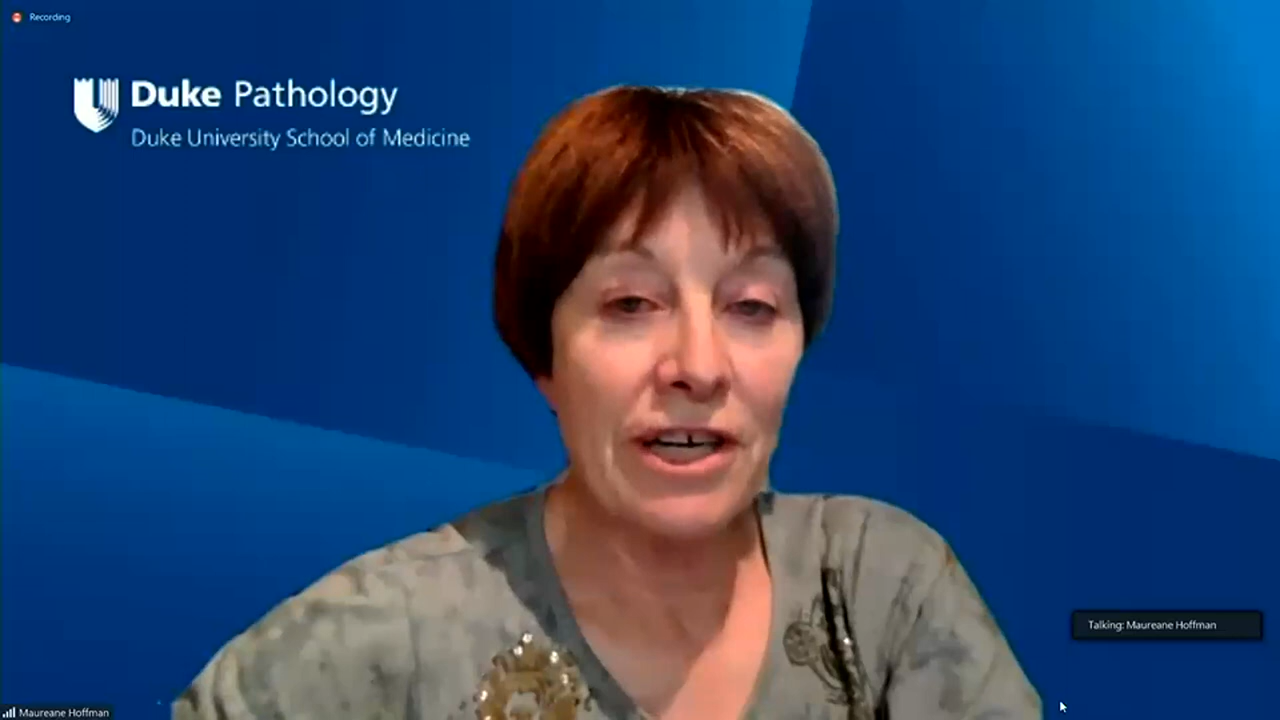 Recording
Duke Pathology
Duke University School of Medicine
Talking: Maureane Hoffman
Maureane Hoffman